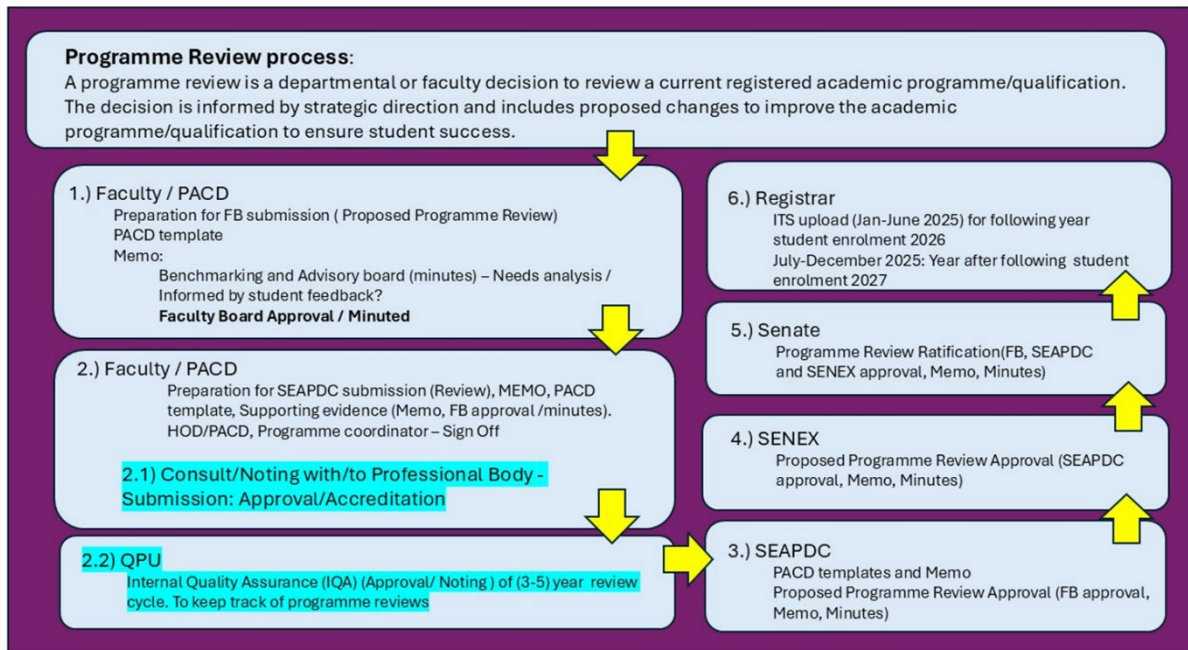 Programme Review process:
A programme review is a departmental or faculty decision to review a current registered academic programme/qualification.
The decision is informed by strategic direction and includes proposed changes to improve the academic
programme/qualification to ensure student success.
1.) Faculty / PACD
Preparation for FB submission ( Proposed Programme Review)
PACD template
Memo:
Benchmarking and Advisory board (minutes) – Needs analysis /
Informed by student feedback?
Faculty Board Approval / Minuted
2.) Faculty / PACD
Preparation for SEAPDC submission (Review), MEMO, PACD
template, Supporting evidence (Memo, FB approval /minutes).
HOD/PACD, Programme coordinator – Sign Off
2.1) Consult/Noting with/to Professional Body -
Submission: Approval/Accreditation
2.2) QPU
Internal Quality Assurance (IQA) (Approval/ Noting ) of (3-5) year review
cycle. To keep track of programme reviews
3.) SEAPDC
PACD templates and Memo
Proposed Programme Review Approval (FB approval,
Memo, Minutes)
4.) SENEX
Proposed Programme Review Approval (SEAPDC
approval, Memo, Minutes)
5.) Senate
Programme Review Ratification(FB, SEAPDC
and SENEX approval, Memo, Minutes)
6.) Registrar
ITS upload (Jan-June 2025) for following year
student enrolment 2026
July-December 2025: Year after following student
enrolment 2027